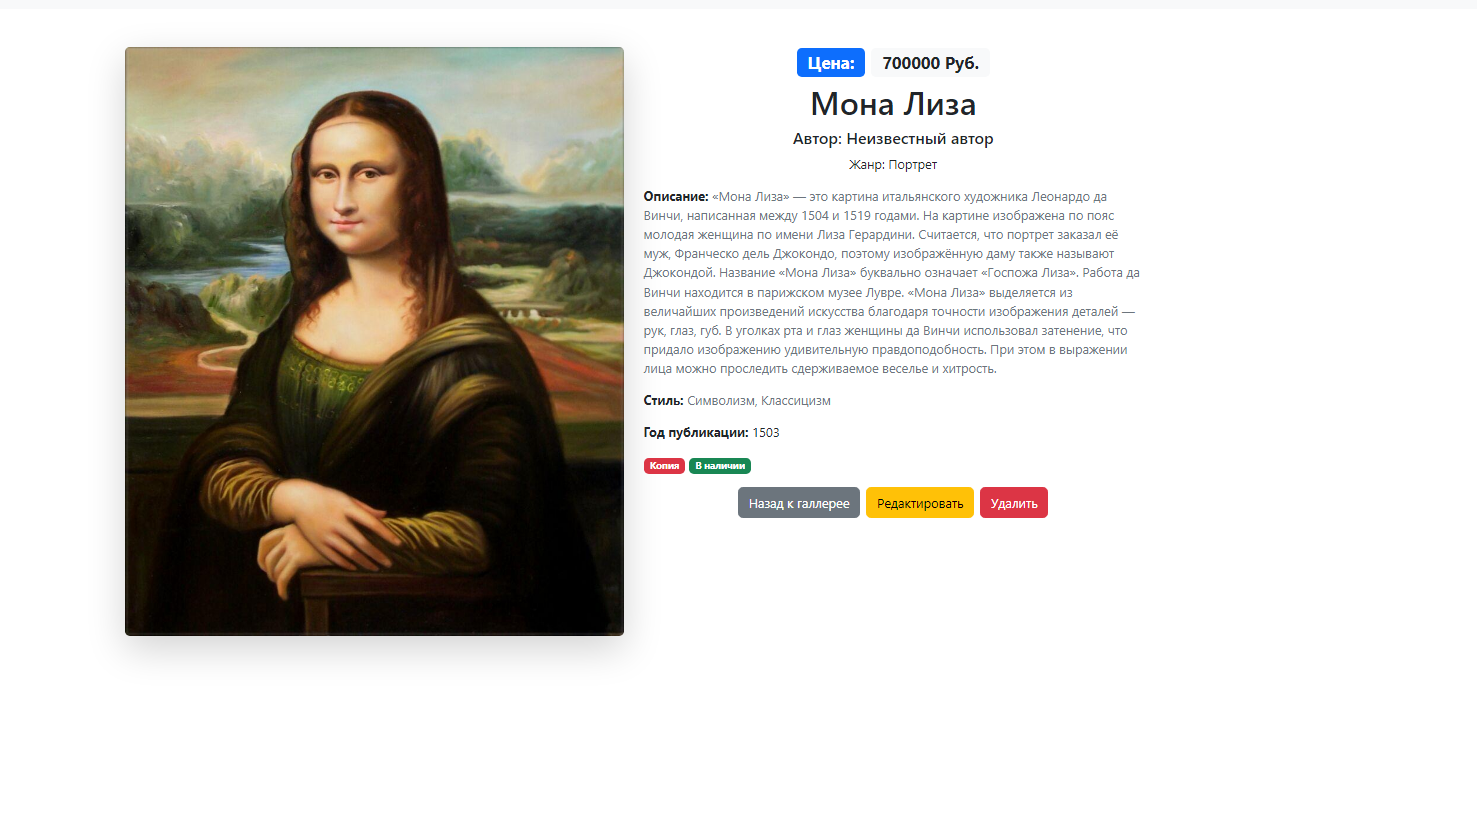 Цена: 700000 Руб.
Мона Лиза
Автор: Неизвестный автор
Жанр: Портрет
Описание: «Мона Лиза» — это картина итальянского художника Леонардо да
Винчи, написанная между 1504 и 1519 годами. На картине изображена по пояс
молодая женщина по имени Лиза Герардини. Считается, что портрет заказал её
муж, Франческо дель Джокондо, поэтому изображённую даму также называют
Джокондой. Название «Мона Лиза» буквально означает «Госпожа Лиза». Работа да
Винчи находится в парижском музее Лувре. «Мона Лиза» выделяется из
величайших произведений искусства благодаря точности изображения деталей —
рук, глаз, губ. В уголках рта и глаз женщины да Винчи использовал затенение, что
придало изображению удивительную правдоподобность. При этом в выражении
лица можно проследить сдерживаемое веселье и хитрость.
Стиль: Символизм, Классицизм
Год публикации: 1503
Копия В наличии
Назад к галлерее Редактировать Удалить